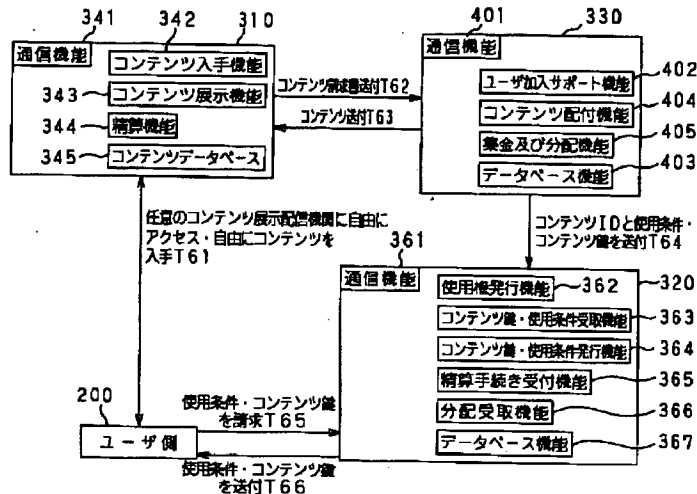 341
342
310
通信機能
コンテンツ入手機能
343
コンテンツ展示機能
344
精算機能
345
コンテンツデータベース
コンテンツ請求書送付T62
コンテンツ送付T63
401
330
通信機能
ユーザ加入サポート機能
402
コンテンツ配付機能
404
集金及び分配機能
405
データベース機能
403
任意のコンテンツ展示配信機関に自由に
アクセス・自由にコンテンツを
入手T61
コンテンツIDと使用条件・
コンテンツ鍵を送付T64
361
通信機能
320
使用権発行機能
362
コンテンツ鍵・使用条件受取機能
363
コンテンツ鍵・使用条件発行機能
364
精算手続き受付機能
365
分配受取機能
366
データベース機能
367
200
ユーザ側
使用条件・コンテンツ鍵
を請求T65
使用条件・コンテンツ鍵
を送付T66